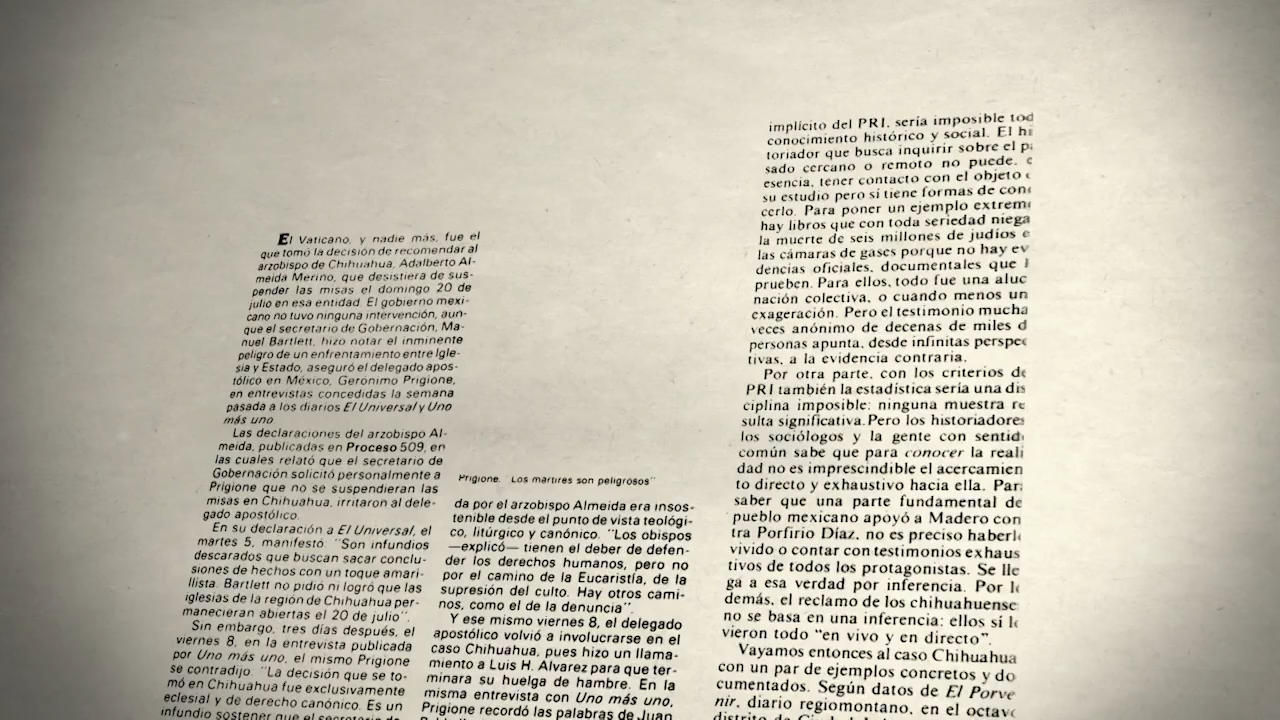 El Vaticano, y nadie más, fue el
que tomó la decisión de recomendar al
arzobispo de Chihuahua, Adalberto Al-
meida Merino, que desistiera de sus-
pender las misas el domingo 20 de
julio en esa entidad. El gobierno mexi-
cano no tuvo ninguna intervención, aun-
que el secretario de Gobernación, Ma-
nuel Bartlett, hizo notar el inminente
peligro de un enfrentamiento entre Igle-
sia y Estado, aseguró el delegado apos-
tólico en México, Gerónimo Prigione,
en entrevistas concedidas la semana
pasada a los diarios El Universal y Uno
más uno
Las declaraciones del arzobispo Al-
meida, publicadas en Proceso 509, en
las cuales relató que el secretario de
Gobernación solicitó personalmente a
Prigione que no se suspendieran las
misas en Chihuahua, irritaron al dele-
gado apostólico.
En su declaración a El Universal, el
martes 5, manifestó: "Son infundios
descarados que buscan sacar conclu-
siones de hechos con un toque amari-
llista. Bartlett no pidió ni logró que las
iglesias de la región de Chihuahua per-
manecieran abiertas el 20 de julio".
Sin embargo, tres días después, el
viernes 8, en la entrevista publicada
por Uno más uno, el mismo Prigione
se contradijo: "La decisión que se to-
mó en Chihuahua fue exclusivamente
eclesial y de derecho canónico. Es un
infundio sostener que el secretario de
Prigione. "Los mártires son peligrosos"
da por el arzobispo Almeida era insos-
tenible desde el punto de vista teológi-
co, litúrgico y canónico. "Los obispos
—explicó— tienen el deber de defen-
der los derechos humanos, pero no
por el camino de la Eucaristía, de la
supresión del culto. Hay otros cami-
nos, como el de la denuncia".
Y ese mismo viernes 8, el delegado
apostólico volvió a involucrarse en el
caso Chihuahua, pues hizo un llama-
miento a Luis H. Alvarez para que ter-
minara su huelga de hambre. En la
misma entrevista con Uno más uno,
Prigione recordó las palabras de Juan
implícito del PRI, sería imposible tod
conocimiento histórico y social. El hi
toriador que busca inquirir sobre el pa
sado cercano o remoto no puede, e
esencia, tener contacto con el objeto
su estudio pero sí tiene formas de cono
cerlo. Para poner un ejemplo extrem
hay libros que con toda seriedad niega
la muerte de seis millones de judíos e
las cámaras de gases porque no hay ev
dencias oficiales, documentales que l
prueben. Para ellos, todo fue una aluc
nación colectiva, o cuando menos un
exageración. Pero el testimonio mucha
veces anónimo de decenas de miles d
personas apunta, desde infinitas perspec
tivas, a la evidencia contraria.
Por otra parte, con los criterios de
PRI también la estadística sería una dis
ciplina imposible: ninguna muestra re
sulta significativa. Pero los historiadores
los sociólogos y la gente con sentid
común sabe que para conocer la reali
dad no es imprescindible el acercamien
to directo y exhaustivo hacia ella. Para
saber que una parte fundamental de
pueblo mexicano apoyó a Madero con
tra Porfirio Díaz, no es preciso haberl
vivido o contar con testimonios exhaus
tivos de todos los protagonistas. Se lle
ga a esa verdad por inferencia. Por lo
demás, el reclamo de los chihuahuense
no se basa en una inferencia: ellos sí lo
vieron todo "en vivo y en directo".
Vayamos entonces al caso Chihuahua
con un par de ejemplos concretos y do
cumentados. Según datos de El Porve
nir, diario regiomontano, en el octavo
distrito de